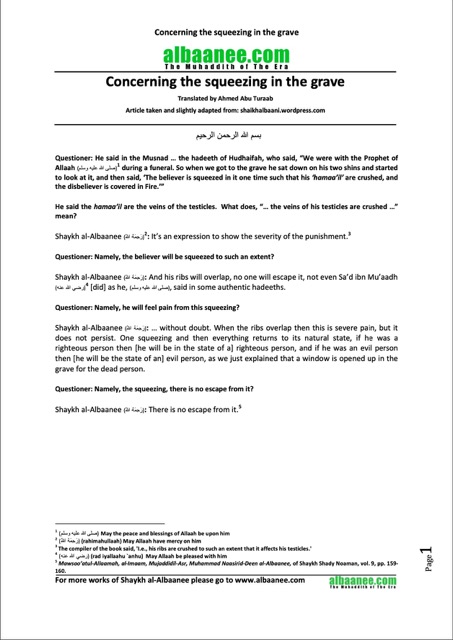 Concerning the squeezing in the grave
albaanee.com
The Muhaddith of The Era
Concerning the squeezing in the grave
Translated by Ahmed Abu Turaab
Article taken and slightly adapted from: shaikhalbaani.wordpress.com
بسم الله الرحمن الرحيم
Questioner: He said in the Musnad … the hadeeth of Hudhaifah, who said, “We were with the Prophet of
Allaah (صلى الله عليه وسلم)1 during a funeral. So when we got to the grave he sat down on his two shins and started
to look at it, and then said, ‘The believer is squeezed in it one time such that his ‘hamaa’il’ are crushed, and
the disbeliever is covered in Fire.’”
He said the hamaa’il are the veins of the testicles. What does, “… the veins of his testicles are crushed …”
mean?
Shaykh al-Albaanee (رَحِمَهُ اللهُ)2: It’s an expression to show the severity of the punishment.3
Questioner: Namely, the believer will be squeezed to such an extent?
Shaykh al-Albaanee (رَحِمَهُ اللهُ): And his ribs will overlap, no one will escape it, not even Sa’d ibn Mu’aadh
(رضي الله عنه)4 [did] as he, (صلى الله عليه وسلم), said in some authentic hadeeths.
Questioner: Namely, he will feel pain from this squeezing?
Shaykh al-Albaanee (رَحِمَهُ اللهُ): … without doubt. When the ribs overlap then this is severe pain, but it
does not persist. One squeezing and then everything returns to its natural state, if he was a
righteous person then [he will be in the state of a] righteous person, and if he was an evil person
then [he will be the state of an] evil person, as we just explained that a window is opened up in the
grave for the dead person.
Questioner: Namely, the squeezing, there is no escape from it?
Shaykh al-Albaanee (رَحِمَهُ اللهُ): There is no escape from it.5
1 (صلى الله عليه وسلم) May the peace and blessings of Allaah be upon him
2 (رَحِمَهُ اللهُ) (rahimahullaah) May Allaah have mercy on him
3 The compiler of the book said, ‘I.e., his ribs are crushed to such an extent that it affects his testicles.’
4 (رضي الله عنه) (rad iyallaahu ‘anhu) May Allaah be pleased with him
5 Mawsoo’atul-Allaamah, al-Imaam, Mujaddidil-Asr, Muhammad Naasirid-Deen al-Albaanee, of Shaykh Shady Noaman, vol. 9, pp. 159-
160.
For more works of Shaykh al-Albaanee please go to www.albaanee.com
albaanee.com
The Muhaddith of The Era
Page1